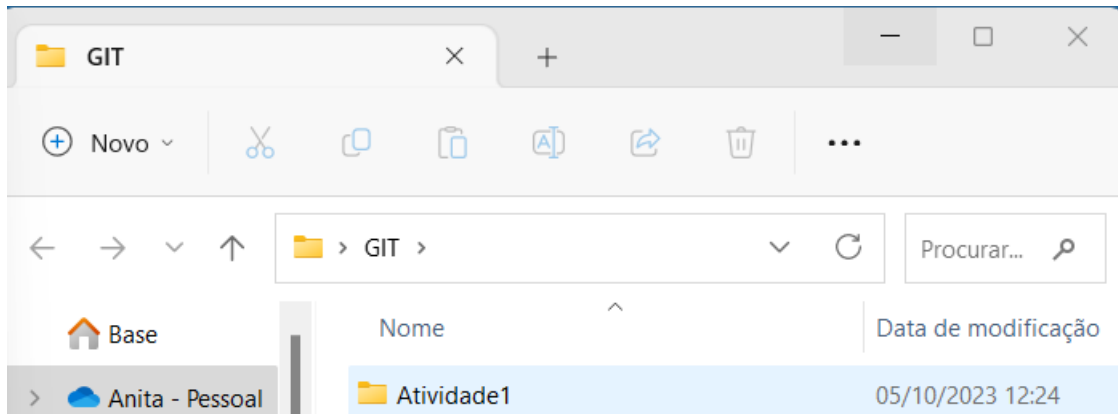 GIT
Novo
GIT
Procurar...
Base
Nome
Data de modificação
Anita - Pessoal
Atividade1
05/10/2023 12:24